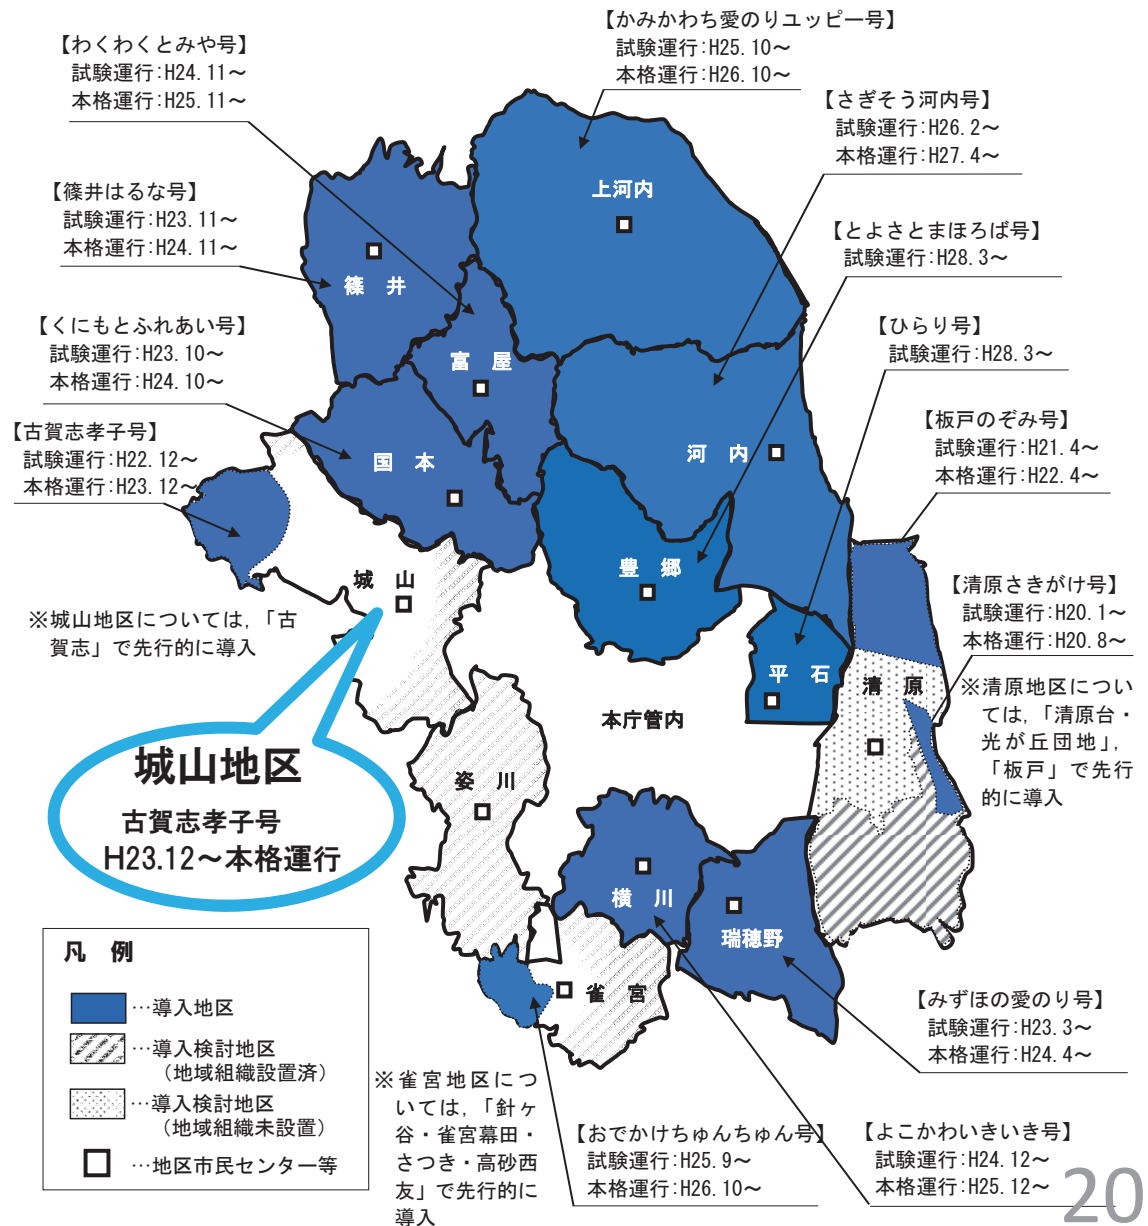 【かみかわち愛のりユッピー号】
試験運行:H25.10～
本格運行:H26.10～
【わくわくとみや号】
試験運行:H24.11～
本格運行:H25.11～
【さぎそう河内号】
試験運行:H26.2～
本格運行:H27.4～
【篠井はるな号】
試験運行:H23.11～
本格運行:H24.11～
【とよさとまほろば号】
試験運行:H28.3～
【くにもとふれあい号】
試験運行:H23.10～
本格運行:H24.10～
【ひらり号】
試験運行:H28.3～
【古賀志孝子号】
試験運行:H22.12～
本格運行:H23.12～
【板戸のぞみ号】
試験運行:H21.4～
本格運行:H22.4～
【清原さきがけ号】
試験運行:H20.1～
本格運行:H20.8～
上河内
篠 井
富 屋
国 本
河 内
豊 郷
城 山
平 石
清 原
本庁管内
姿 川
横 川
瑞穂野
雀 宮
※城山地区については,「古
賀志」で先行的に導入
※清原地区につい
ては,「清原台・
光が丘団地」,
「板戸」で先行
的に導入
城山地区
古賀志孝子号
H23.12～本格運行
凡 例
…導入地区
…導入検討地区
（地域組織設置済）
…導入検討地区
（地域組織未設置）
…地区市民センター等
※雀宮地区につ
いては,「針ヶ
谷・雀宮幕田・
さつき・高砂西
友」で先行的に
導入
【みずほの愛のり号】
試験運行:H23.3～
本格運行:H24.4～
【おでかけちゅんちゅん号】
試験運行:H25.9～
本格運行:H26.10～
【よこかわいきいき号】
試験運行:H24.12～
本格運行:H25.12～
20